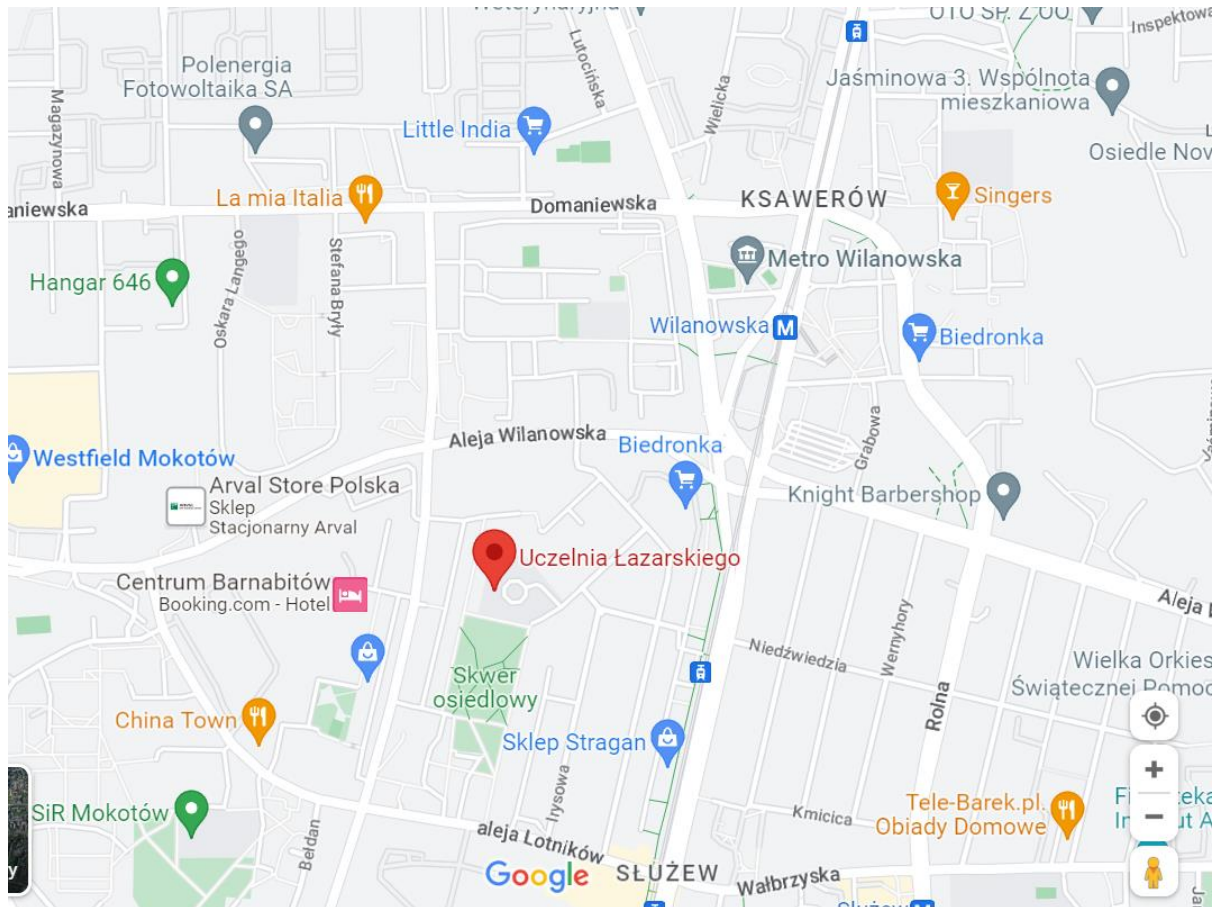 Weterynaryjna
OTO SP. Z OO
Inspektowa
Polenergia
Fotowoltaika SA
Magazynowa
Lutocińska
Wielicka
Jaśminowa 3. Wspólnota
mieszkaniowa
Little India
Osiedle Nov
La mia Italia
KSAWERÓW
Singers
aniewska
Domaniewska
Hangar 646
Oskara Langego
Stefana Bryły
Metro Wilanowska
Wilanowska M
Biedronka
Aleja Wilanowska
Biedronka
Grabowa
Westfield Mokotów
Arval Store Polska
Sklep
Stacjonarny Arval
Knight Barbershop
Uczelnia Łazarskiego
Centrum Barnabitów
Booking.com - Hotel
Aleja
Niedźwiedzia
Wernyhory
Wielka Orkies
Świątecznej Pomoc
Skwer
osiedlowy
Rolna
China Town
Sklep Stragan
Irysowa
SiR Mokotów
Bełdan
Kmicica
Tele-Barek.pl.
Obiady Domowe
aleja Lotników
Google
SŁUŻEW
Wałbrzyska
Służew M
y